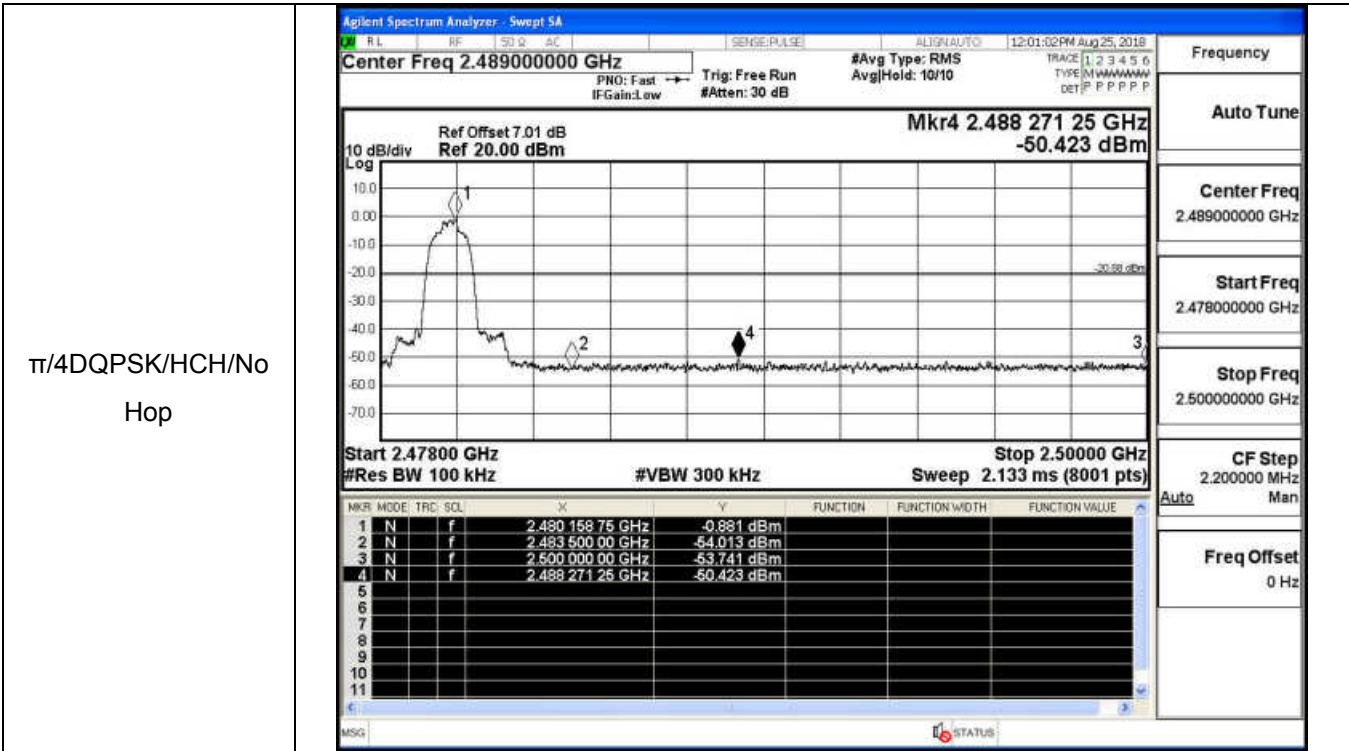 π/4DQPSK/HCH/No
Hop
Agilent Spectrum Analyzer - Swept SA
RL RF 50 Ω AC SENSE:PULSE ALIGNAUTO 12:01:02PM Aug 25, 2018
Center Freq 2.489000000 GHz
PNO: Fast
IFGain:Low
Trig: Free Run
#Atten: 30 dB
#Avg Type: RMS
Avg|Hold: 10/10
TRACE 1 2 3 4 5 6
TYPE M
DET P P P P P P
Mkr4 2.488 271 25 GHz
-50.423 dBm
Ref Offset 7.01 dB
10 dB/div Ref 20.00 dBm
Log
10.0
0.00
-10.0
-20.0
-30.0
-40.0
-50.0
-60.0
-70.0
1
-20.88 dBm
2
4
3
Start 2.47800 GHz Stop 2.50000 GHz
#Res BW 100 kHz #VBW 300 kHz Sweep 2.133 ms (8001 pts)
MKR MODE TRC SCL X Y FUNCTION FUNCTION WIDTH FUNCTION VALUE
1 N f 2.480 158 75 GHz -0.881 dBm
2 N f 2.483 500 00 GHz -54.013 dBm
3 N f 2.500 000 00 GHz -53.741 dBm
4 N f 2.488 271 25 GHz -50.423 dBm
5
6
7
8
9
10
11
MSG STATUS
Frequency
Auto Tune
Center Freq
2.489000000 GHz
Start Freq
2.478000000 GHz
Stop Freq
2.500000000 GHz
CF Step
2.200000 MHz
Auto Man
Freq Offset
0 Hz